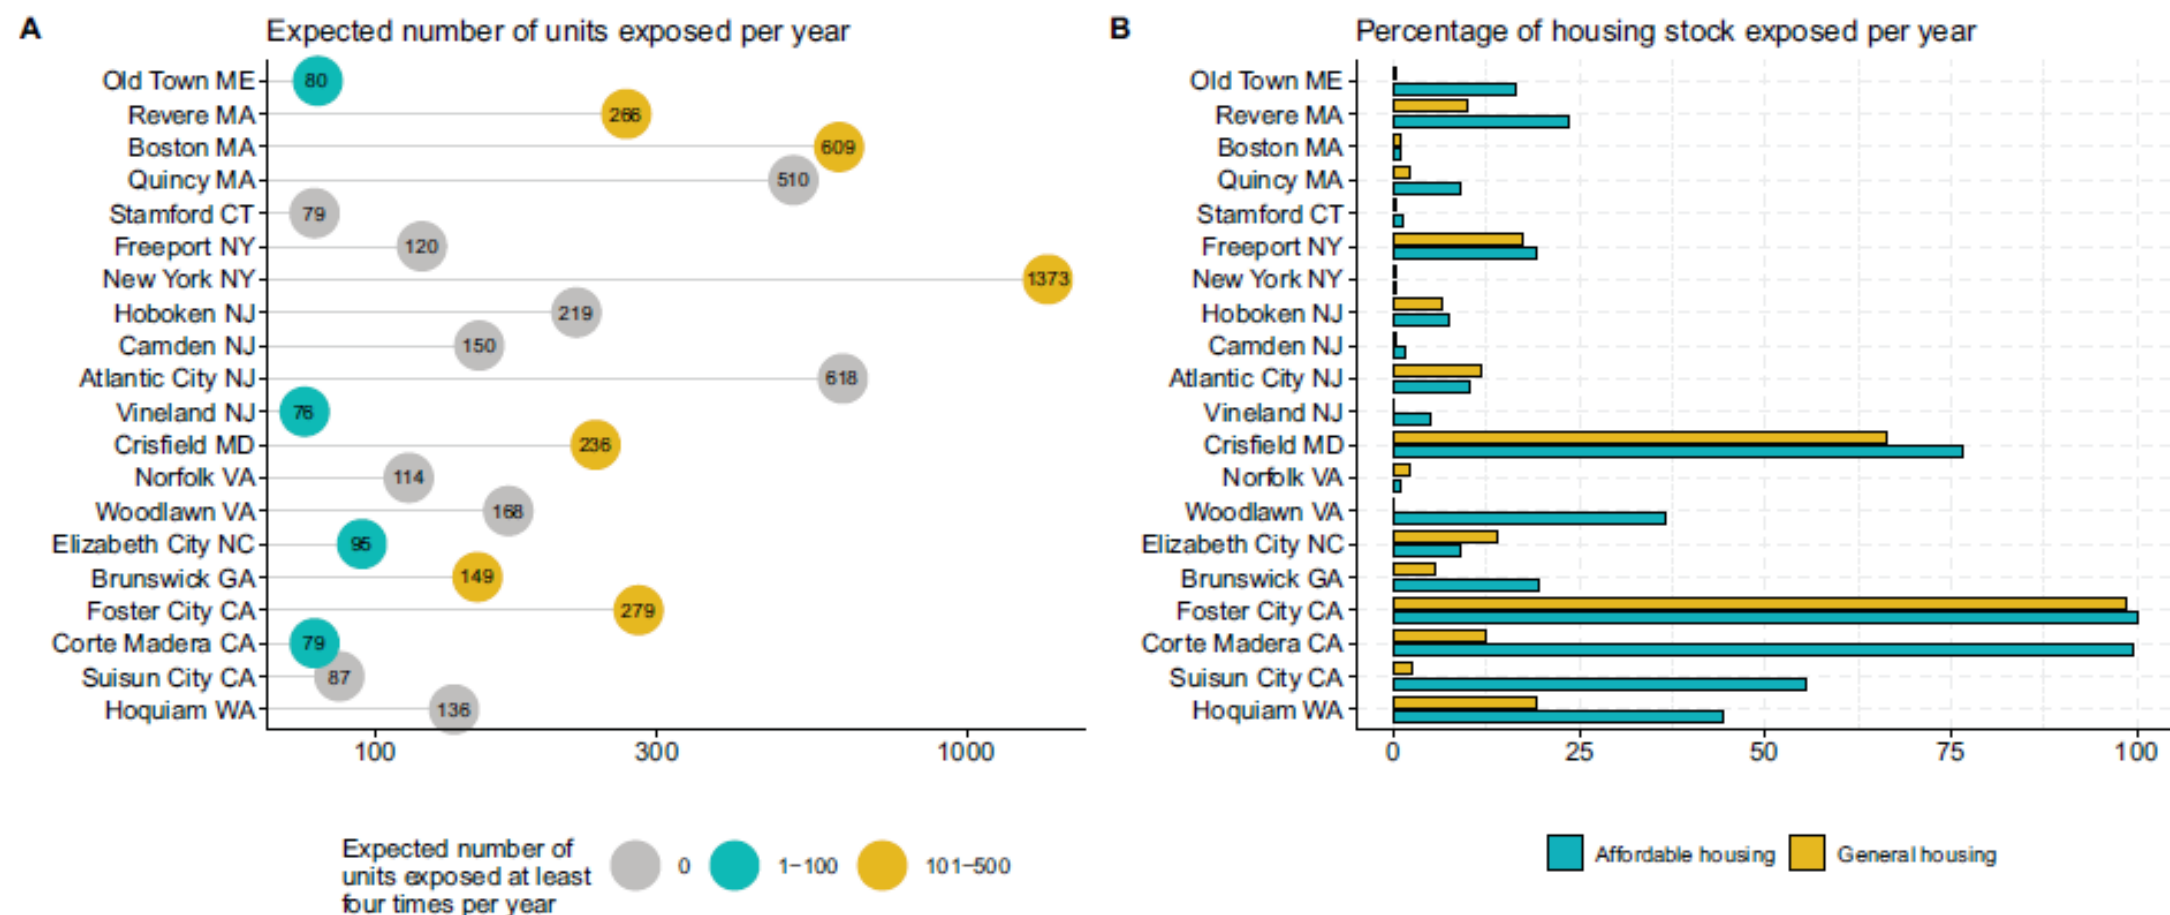 A
Expected number of units exposed per year
Old Town ME
80
Revere MA
266
Boston MA
609
Quincy MA
510
Stamford CT
79
Freeport NY
120
New York NY
1373
Hoboken NJ
219
Camden NJ
150
Atlantic City NJ
618
Vineland NJ
76
Crisfield MD
236
Norfolk VA
114
Woodlawn VA
168
Elizabeth City NC
95
Brunswick GA
149
Foster City CA
279
Corte Madera CA
79
Suisun City CA
87
Hoquiam WA
136
100 300 1000
Expected number of
units exposed at least
four times per year
0 1−100 101−500
B
Percentage of housing stock exposed per year
Old Town ME
Revere MA
Boston MA
Quincy MA
Stamford CT
Freeport NY
New York NY
Hoboken NJ
Camden NJ
Atlantic City NJ
Vineland NJ
Crisfield MD
Norfolk VA
Woodlawn VA
Elizabeth City NC
Brunswick GA
Foster City CA
Corte Madera CA
Suisun City CA
Hoquiam WA
0 25 50 75 100
Affordable housing General housing